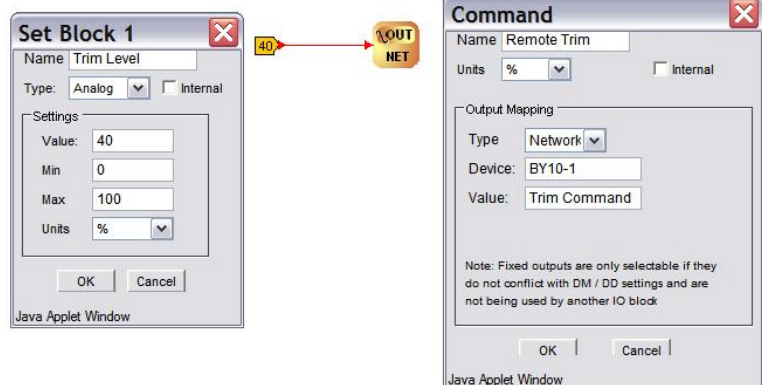 Set Block 1
Name Trim Level
Type: Analog Internal
Settings
Value: 40
Min 0
Max 100
Units %
OK Cancel
Java Applet Window
40
OUT
NET
Command
Name Remote Trim
Units % Internal
Output Mapping
Type Network
Device: BY10-1
Value: Trim Command
Note: Fixed outputs are only selectable if they
do not conflict with DM / DD settings and are
not being used by another IO block
OK Cancel
Java Applet Window